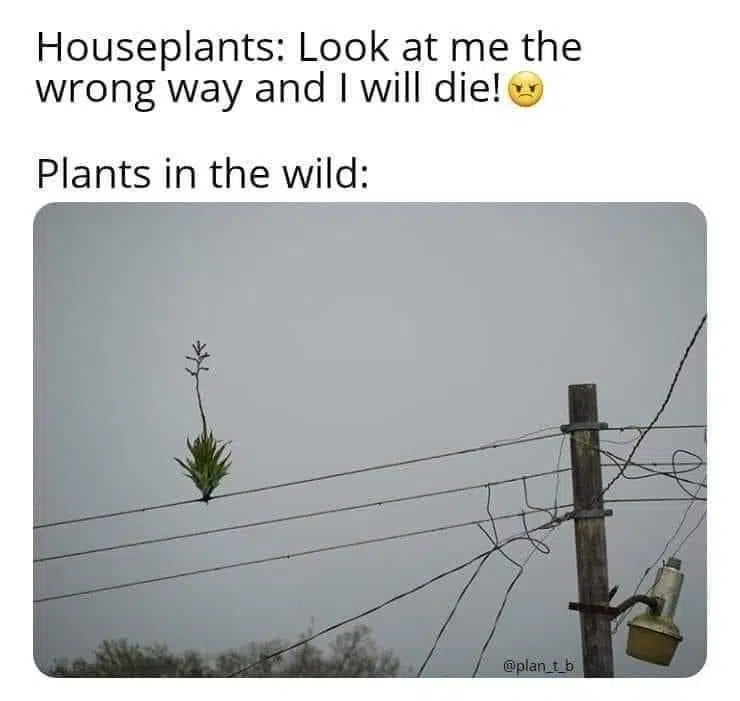 Houseplants: Look at me the
wrong way and I will die!😠
Plants in the wild:
@plan_t_b